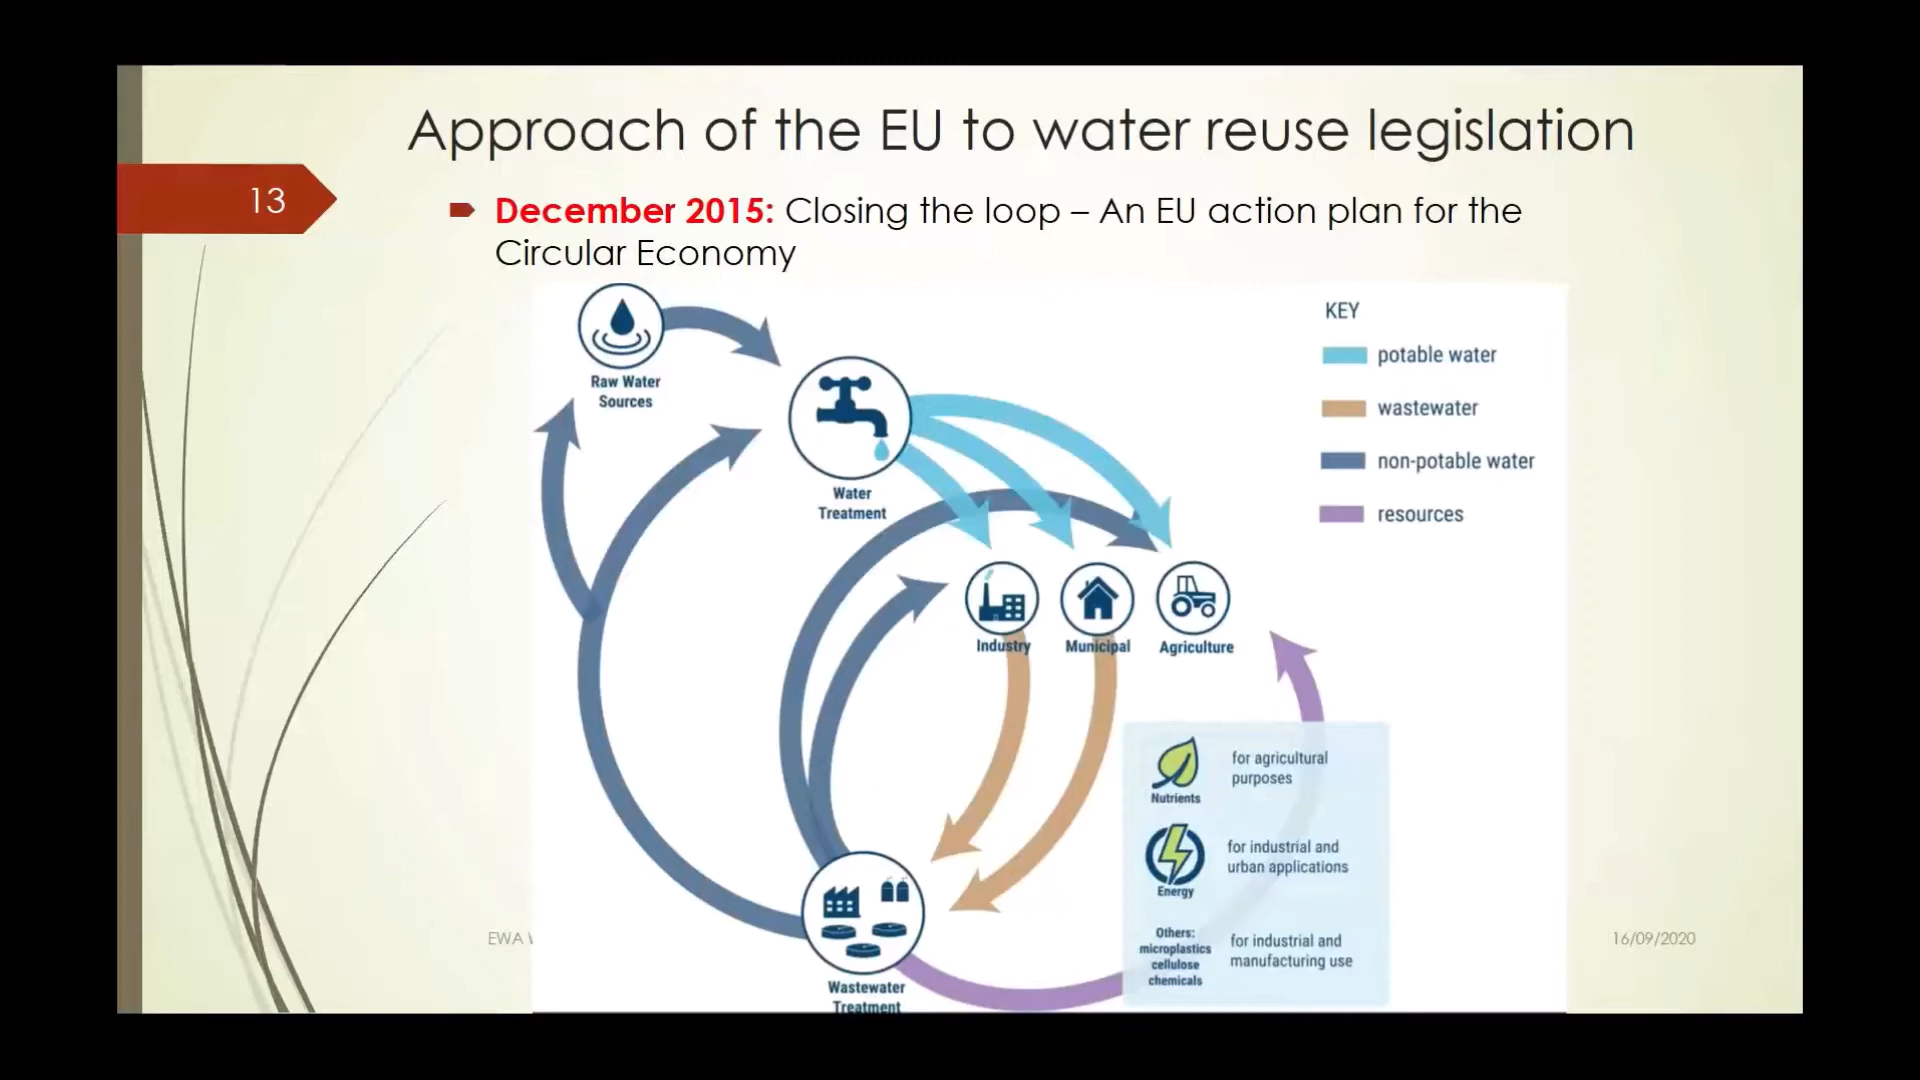 Approach of the EU to water reuse legislation
13
December 2015: Closing the loop – An EU action plan for the
Circular Economy
Raw Water
Sources
Water
Treatment
KEY
potable water
wastewater
non-potable water
resources
Industry
Municipal
Agriculture
Nutrients
for agricultural
purposes
Energy
for industrial and
urban applications
Others:
microplastics
cellulose
chemicals
for industrial and
manufacturing use
Wastewater
Treatment
EWA
16/09/2020